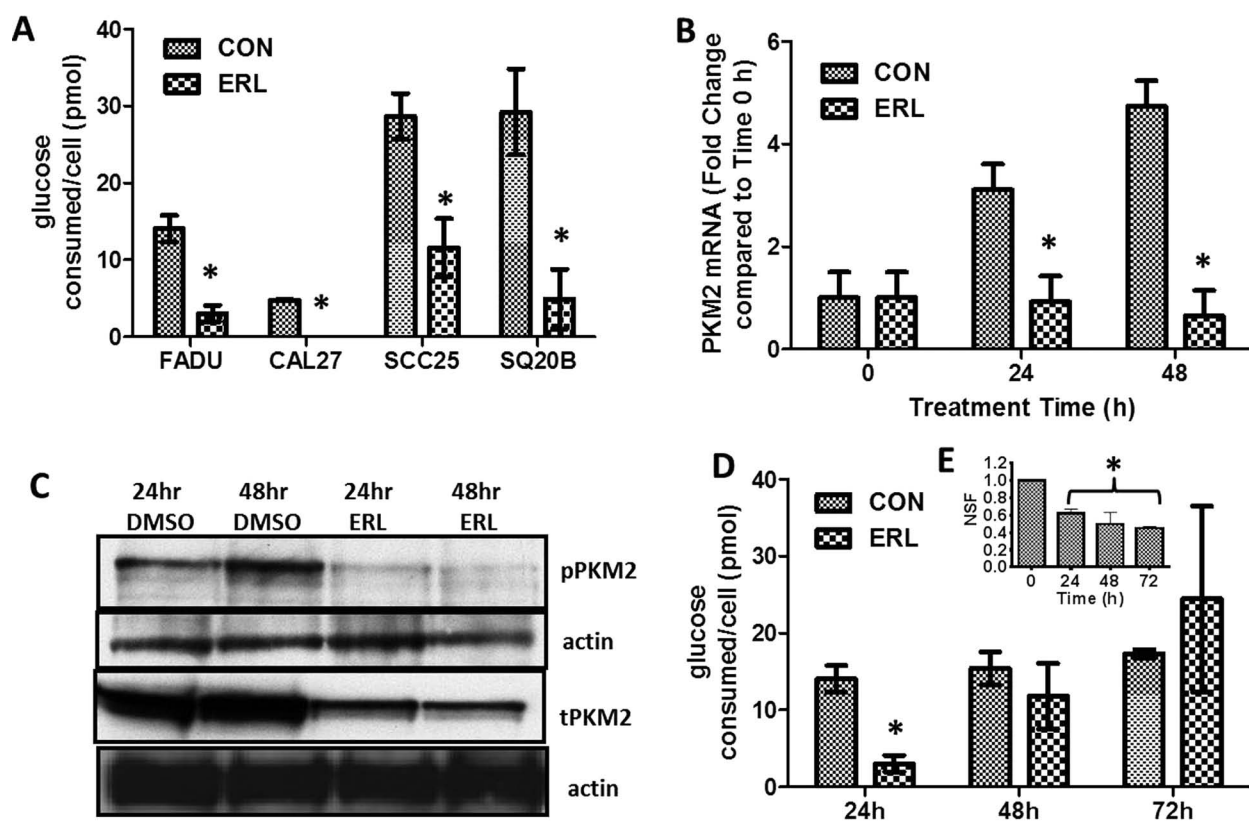 A
glucose
consumed/cell (pmol)
40
30
20
10
0
CON
ERL
*
*
*
*
FADU CAL27 SCC25 SQ20B
B
PKM2 mRNA (Fold Change
compared to Time 0 h)
6
4
2
0
CON
ERL
*
*
0 24 48
Treatment Time (h)
C
24hr 48hr 24hr 48hr
DMSO DMSO ERL ERL
pPKM2
actin
tPKM2
actin
D
glucose
consumed/cell (pmol)
40
30
20
10
0
CON
ERL
*
24h 48h 72h
E
NSF
1.2
1.0
0.8
0.6
0.4
0.2
0.0
*
0 24 48 72
Time (h)